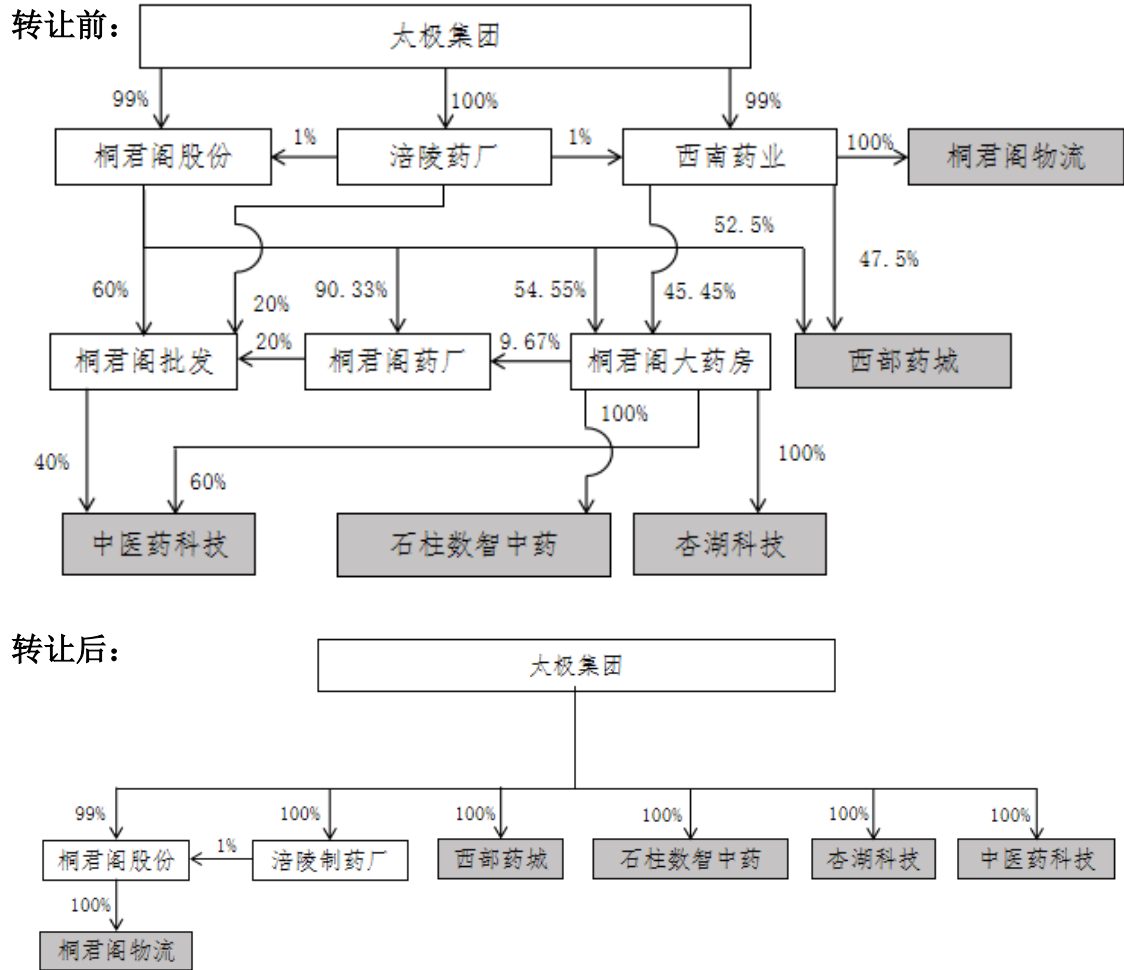 转让前：
太极集团
99%
100%
99%
桐君阁股份
1%
涪陵药厂
1%
西南药业
100%
桐君阁物流
52.5%
47.5%
60%
20%
90.33%
54.55%
45.45%
桐君阁批发
20%
桐君阁药厂
9.67%
桐君阁大药房
西部药城
40%
60%
100%
100%
中医药科技
石柱数智中药
杏湖科技
转让后：
太极集团
99%
100%
100%
100%
100%
100%
桐君阁股份
1%
涪陵制药厂
西部药城
石柱数智中药
杏湖科技
中医药科技
100%
桐君阁物流